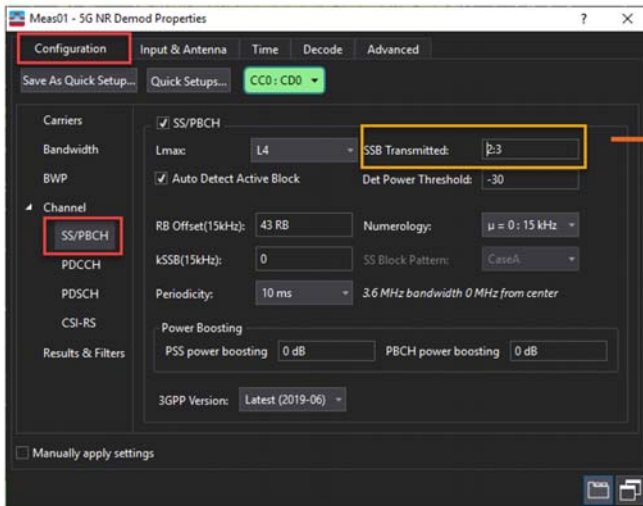 Meas01 - 5G NR Demod Properties ? ×
Configuration Input & Antenna Time Decode Advanced
Save As Quick Setup... Quick Setups... CC0 : CD0
Carriers
Bandwidth
BWP
Channel
SS/PBCH
PDCCH
PDSCH
CSI-RS
Results & Filters
SS/PBCH
Lmax: L4 SSB Transmitted: 2:3
Auto Detect Active Block Det Power Threshold: -30
RB Offset(15kHz): 43 RB Numerology: μ = 0 : 15 kHz
kSSB(15kHz): 0 SS Block Pattern: CaseA
Periodicity: 10 ms 3.6 MHz bandwidth 0 MHz from center
Power Boosting
PSS power boosting 0 dB PBCH power boosting 0 dB
3GPP Version: Latest (2019-06)
Manually apply settings